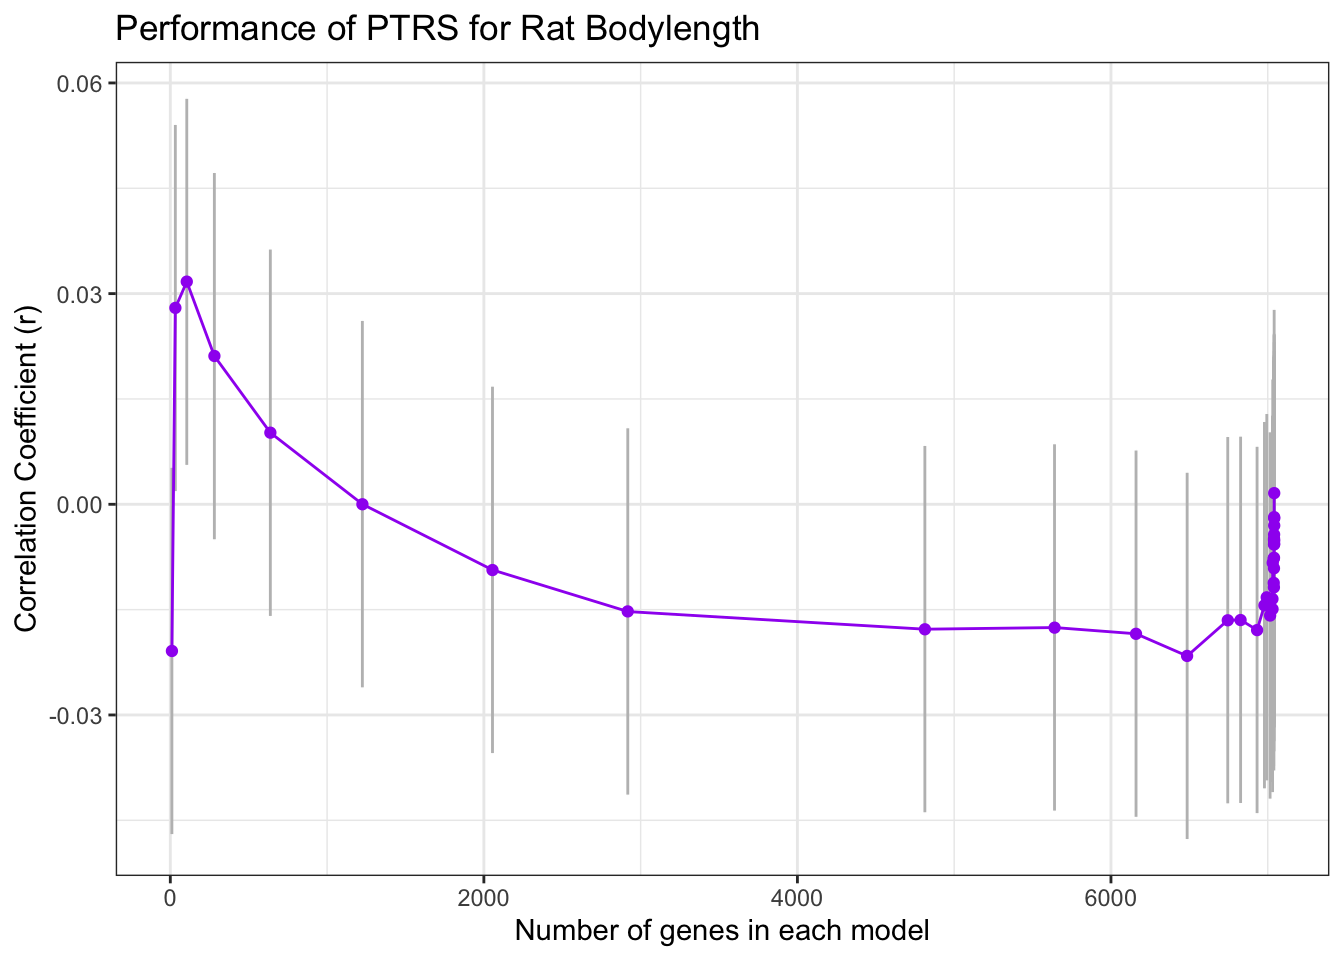 Performance of PTRS for Rat Bodylength
Correlation Coefficient (r)
0.06
0.03
0.00
-0.03
0 2000 4000 6000
Number of genes in each model